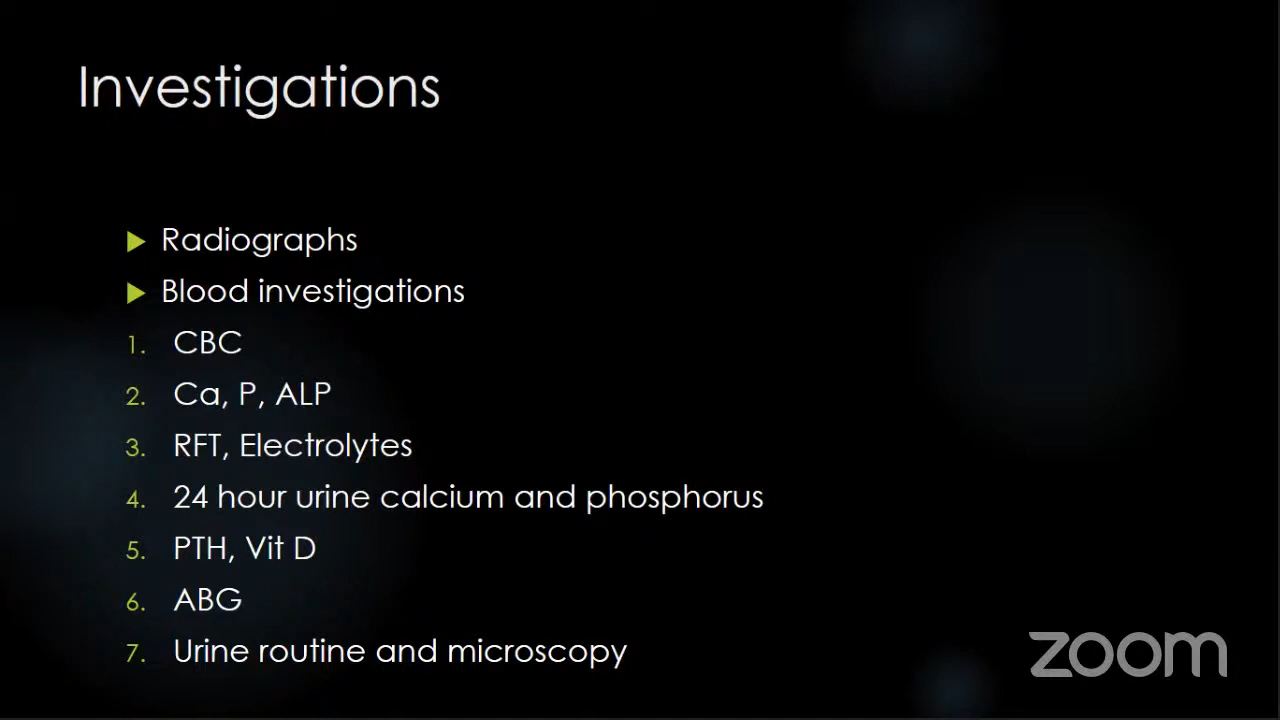 Investigations
Radiographs
Blood investigations
1. CBC
2. Ca, P, ALP
3. RFT, Electrolytes
4. 24 hour urine calcium and phosphorus
5. PTH, Vit D
6. ABG
7. Urine routine and microscopy
zoom